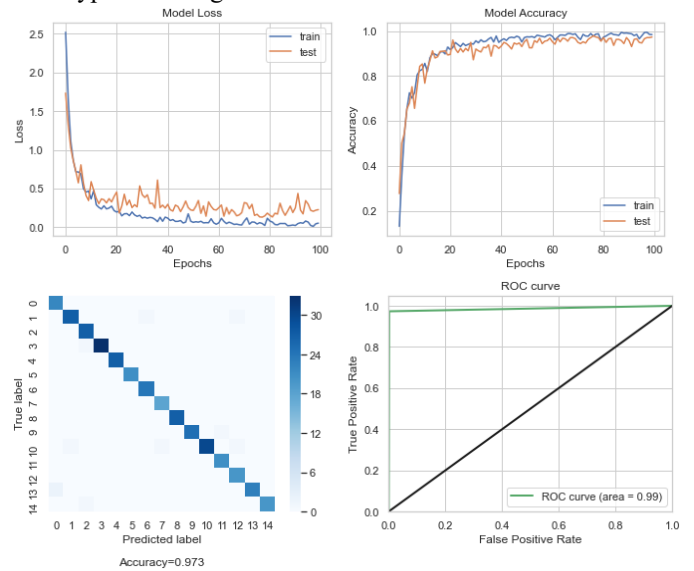 Model Loss
2.5
2.0
1.5
1.0
0.5
0.0
Loss
train
test
0 20 40 60 80 100
Epochs
Model Accuracy
1.0
0.8
0.6
0.4
0.2
Accuracy
train
test
0 20 40 60 80 100
Epochs
True label
0
1
2
3
4
5
6
7
8
9
10
11
12
13
14
0 1 2 3 4 5 6 7 8 9 10 11 12 13 14
Predicted label
30
24
18
12
6
0
Accuracy=0.973
ROC curve
1.0
0.8
0.6
0.4
0.2
0.0
True Positive Rate
ROC curve (area = 0.99)
0.0 0.2 0.4 0.6 0.8 1.0
False Positive Rate